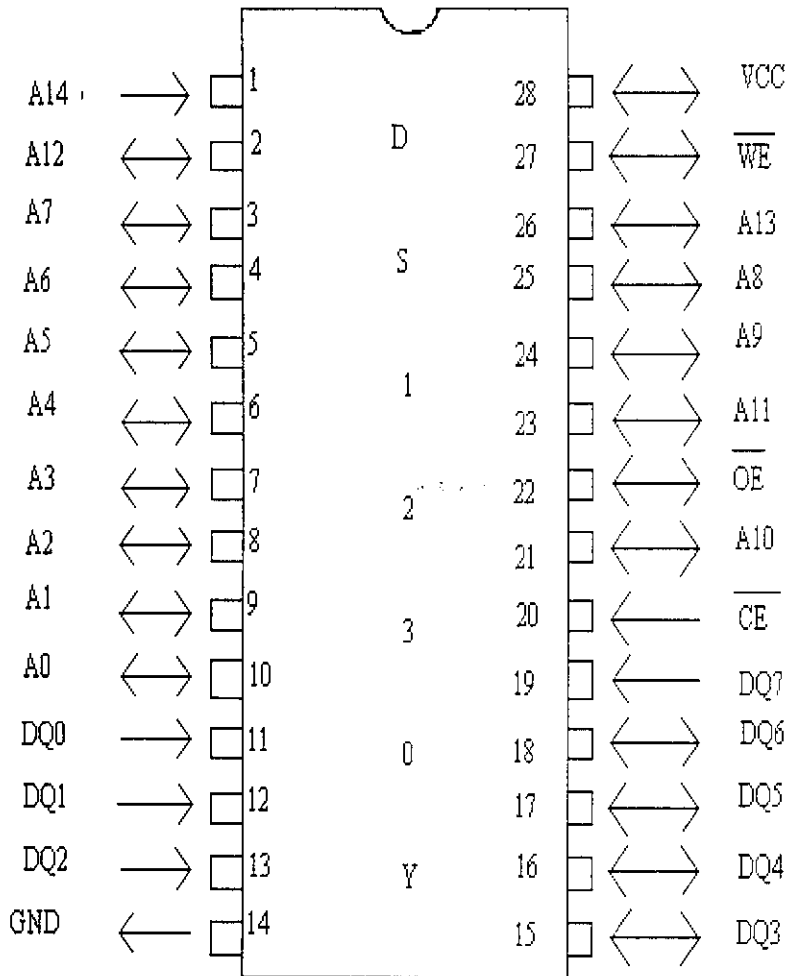 A14 1 28 VCC
A12 2 D 27 WE
A7 3 26 A13
A6 4 S 25 A8
A5 5 24 A9
A4 6 1 23 A11
A3 7 2 22 OE
A2 8 21 A10
A1 9 3 20 CE
A0 10 19 DQ7
DQ0 11 0 18 DQ6
DQ1 12 17 DQ5
DQ2 13 Y 16 DQ4
GND 14 15 DQ3